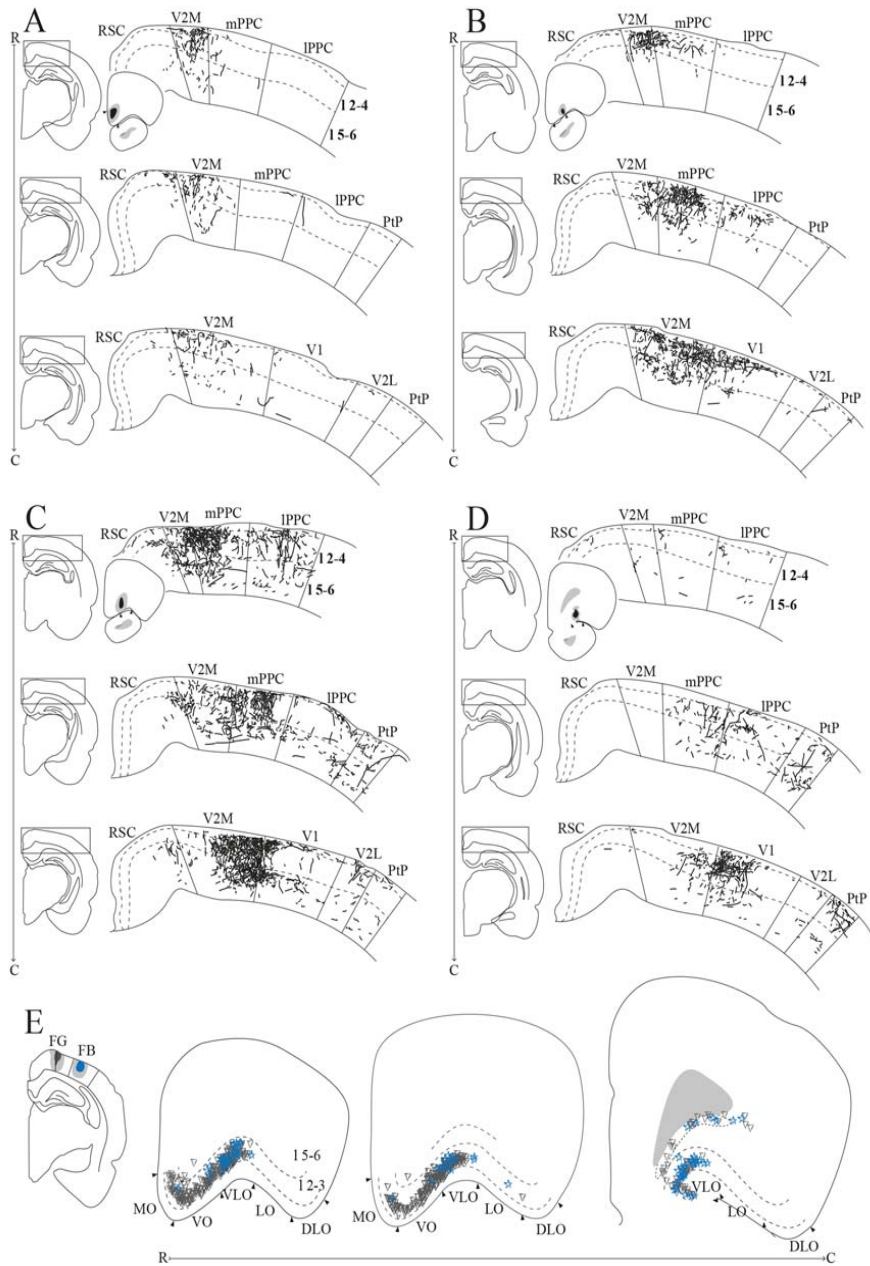 A
R
RSC
V2M
mPPC
lPPC
l 2-4
l 5-6
RSC
V2M
mPPC
lPPC
PtP
RSC
V2M
V1
V2L
PtP
C
B
R
RSC
V2M
mPPC
lPPC
l 2-4
l 5-6
RSC
V2M
mPPC
lPPC
PtP
RSC
V2M
V1
V2L
PtP
C
C
R
RSC
V2M
mPPC
lPPC
l 2-4
l 5-6
RSC
V2M
mPPC
lPPC
PtP
RSC
V2M
V1
V2L
PtP
C
D
R
RSC
V2M
mPPC
lPPC
l 2-4
l 5-6
RSC
V2M
mPPC
lPPC
PtP
RSC
V2M
V1
V2L
PtP
C
E
FG FB
l 5-6
l 2-3
MO VO VLO LO DLO
MO VO VLO LO DLO
VLO LO DLO
R C